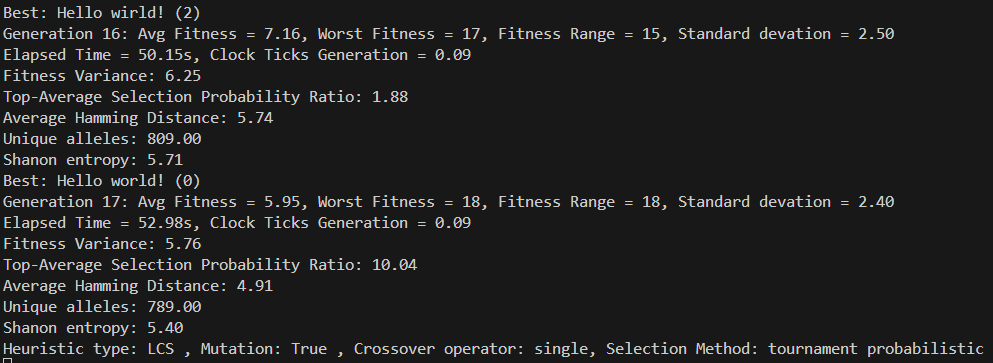 Best: Hello wirld! (2)
Generation 16: Avg Fitness = 7.16, Worst Fitness = 17, Fitness Range = 15, Standard devation = 2.50
Elapsed Time = 50.15s, Clock Ticks Generation = 0.09
Fitness Variance: 6.25
Top-Average Selection Probability Ratio: 1.88
Average Hamming Distance: 5.74
Unique alleles: 809.00
Shanon entropy: 5.71
Best: Hello world! (0)
Generation 17: Avg Fitness = 5.95, Worst Fitness = 18, Fitness Range = 18, Standard devation = 2.40
Elapsed Time = 52.98s, Clock Ticks Generation = 0.09
Fitness Variance: 5.76
Top-Average Selection Probability Ratio: 10.04
Average Hamming Distance: 4.91
Unique alleles: 789.00
Shanon entropy: 5.40
Heuristic type: LCS , Mutation: True , Crossover operator: single, Selection Method: tournament probabilistic